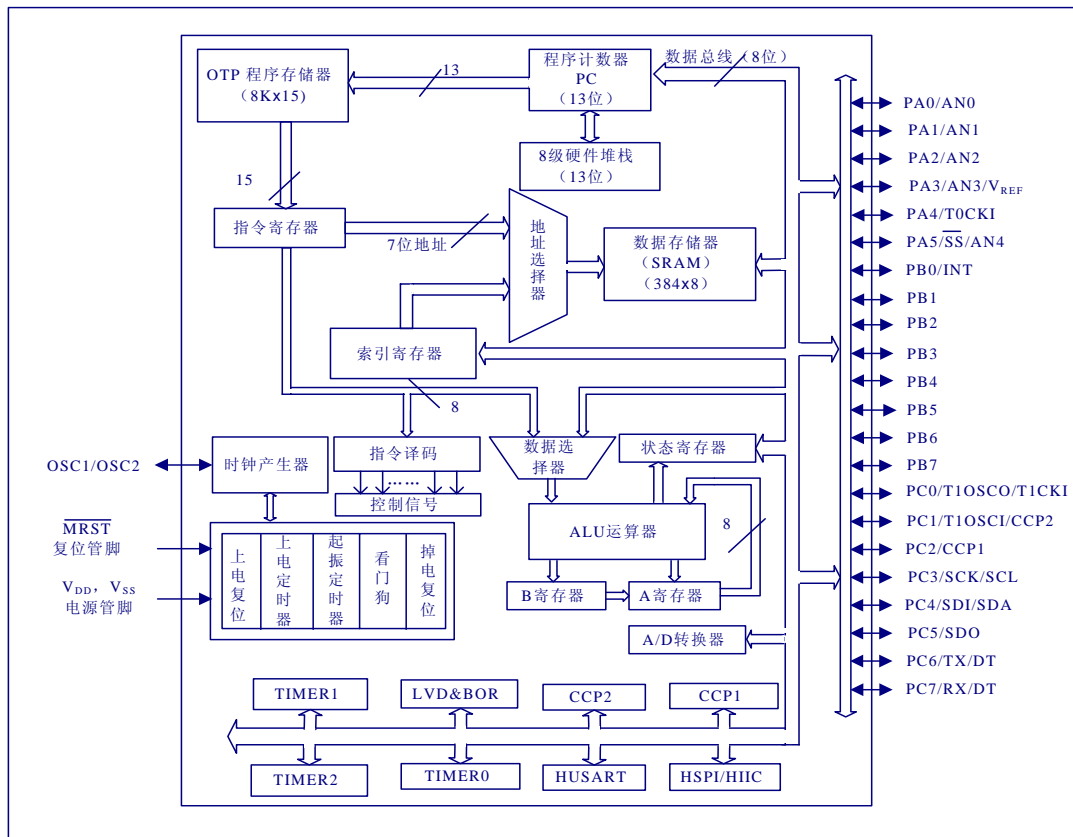 OTP 程序存储器
（8Kx15)
13
程序计数器
PC
（13位）
数据总线（8位）
8级硬件堆栈
（13位）
15
指令寄存器
7位地址
地址选择器
数据存储器
（SRAM）
（384x8）
索引寄存器
8
OSC1/OSC2
时钟产生器
指令译码
……
控制信号
数据选
择器
状态寄存器
ALU运算器
8
B寄存器
A寄存器
A/D转换器
MRST
复位管脚
VDD，VSS
电源管脚
上电复位
上电定时器
起振定时器
看门狗
掉电复位
TIMER1
LVD&BOR
CCP2
CCP1
TIMER2
TIMER0
HUSART
HSPI/HIIC
PA0/AN0
PA1/AN1
PA2/AN2
PA3/AN3/VREF
PA4/T0CKI
PA5/SS/AN4
PB0/INT
PB1
PB2
PB3
PB4
PB5
PB6
PB7
PC0/T1OSCO/T1CKI
PC1/T1OSCI/CCP2
PC2/CCP1
PC3/SCK/SCL
PC4/SDI/SDA
PC5/SDO
PC6/TX/DT
PC7/RX/DT